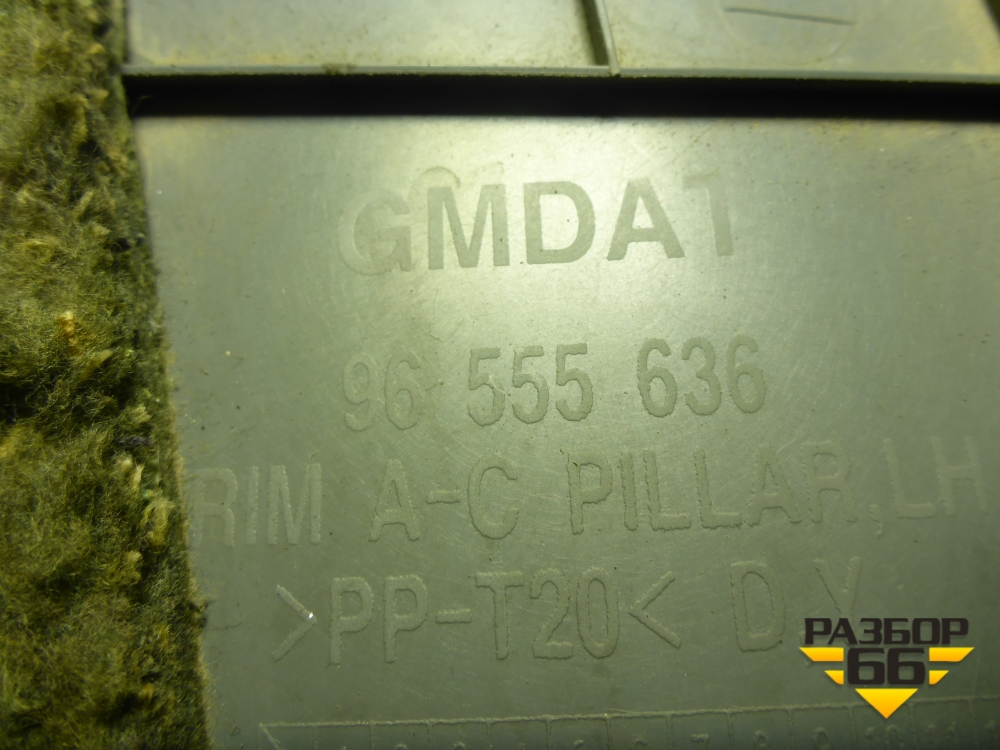 GMDAT
96 555 636
RIM A-C PILLAR, LH
>PP-T20< D Y
РАЗБОР
66